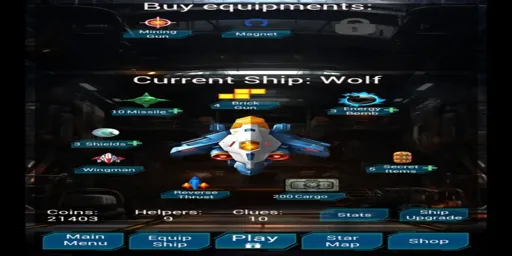 Buy equipments:
Mining
Gun
Magnet
Current Ship: Wolf
10 Missile
4 Brick
Gun
3 Energy
Bomb
3 Shields
Wingman
5 Secret
Items
Reverse
Thrust
200 Cargo
Coins: Helpers: Clues:
21403 9 10
Stats
Ship
Upgrade
Main
Menu
Equip
Ship
Play
Star
Map
Shop